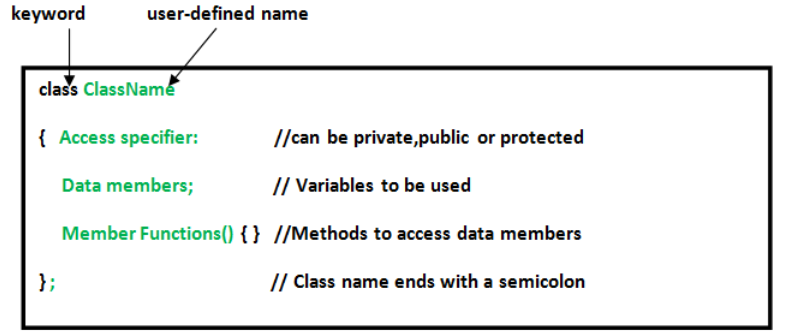 keyword user-defined name
class ClassName
{ Access specifier: //can be private,public or protected
Data members; // Variables to be used
Member Functions() { } //Methods to access data members
} ; // Class name ends with a semicolon